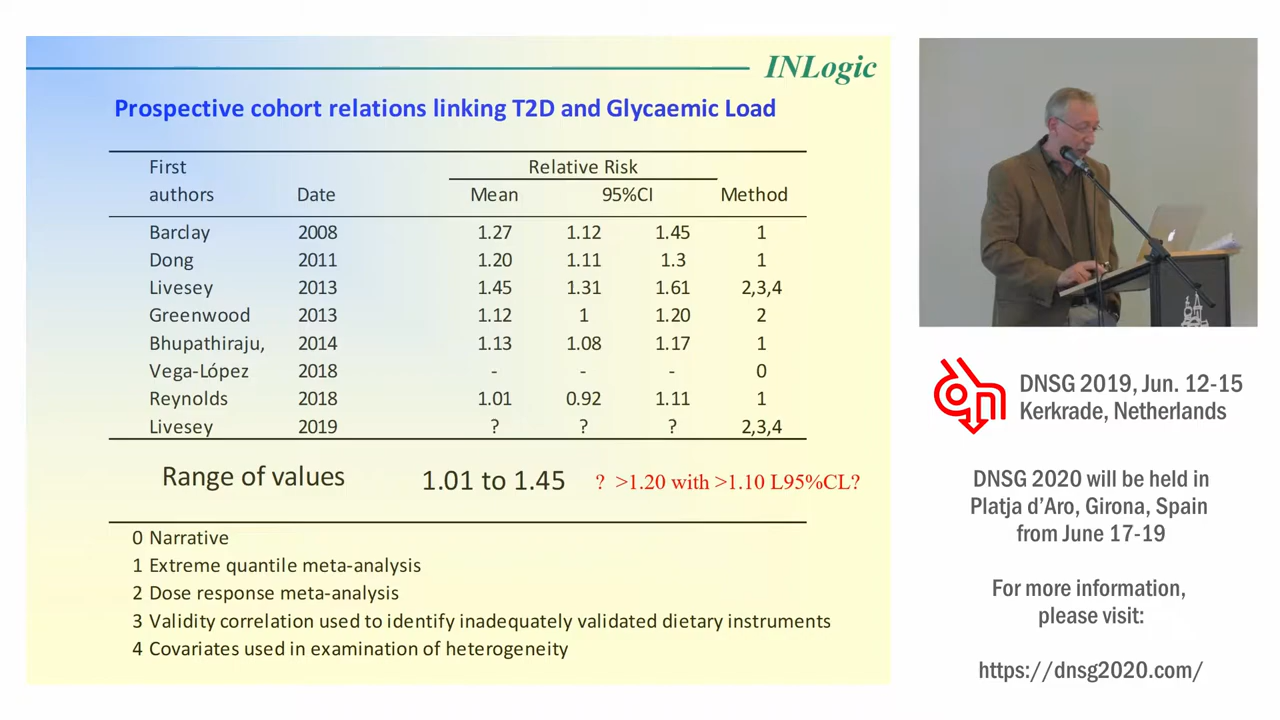 INLogic
Prospective cohort relations linking T2D and Glycaemic Load
First authors Date Relative Risk Mean 95%CI Method
Barclay 2008 1.27 1.12 1.45 1
Dong 2011 1.20 1.11 1.3 1
Livesey 2013 1.45 1.31 1.61 2,3,4
Greenwood 2013 1.12 1 1.20 2
Bhupathiraju, 2014 1.13 1.08 1.17 1
Vega-López 2018 - - - 0
Reynolds 2018 1.01 0.92 1.11 1
Livesey 2019 ? ? ? 2,3,4
Range of values 1.01 to 1.45 ? >1.20 with >1.10 L95%CL?
0 Narrative
1 Extreme quantile meta-analysis
2 Dose response meta-analysis
3 Validity correlation used to identify inadequately validated dietary instruments
4 Covariates used in examination of heterogeneity
DNSG 2019, Jun. 12-15
Kerkrade, Netherlands
DNSG 2020 will be held in
Platja d'Aro, Girona, Spain
from June 17-19
For more information,
please visit:
https://dnsg2020.com/